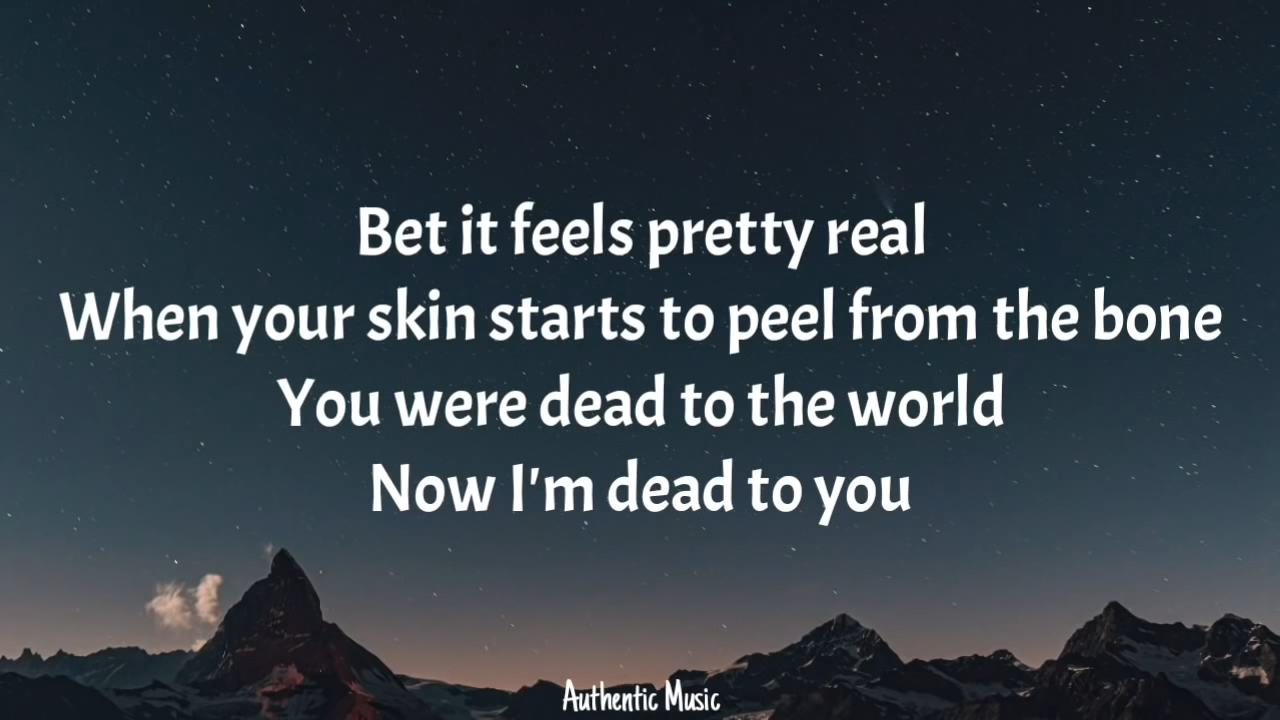 Bet it feels pretty real
When your skin starts to peel from the bone
You were dead to the world
Now I'm dead to you
Authentic Music